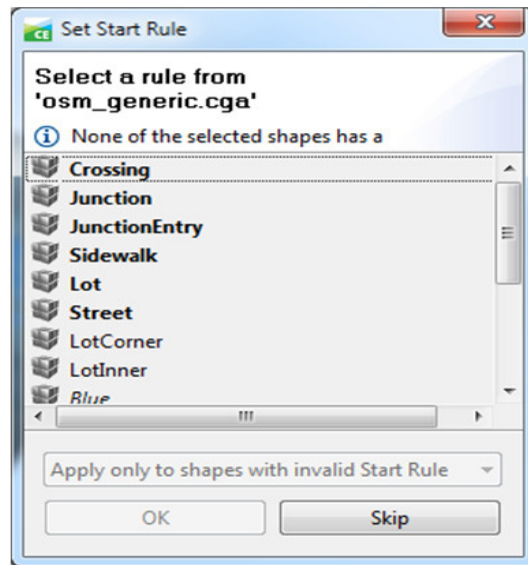 CE Set Start Rule
Select a rule from
'osm_generic.cga'
None of the selected shapes has a
Crossing
Junction
JunctionEntry
Sidewalk
Lot
Street
LotCorner
LotInner
Blue
Apply only to shapes with invalid Start Rule
OK Skip